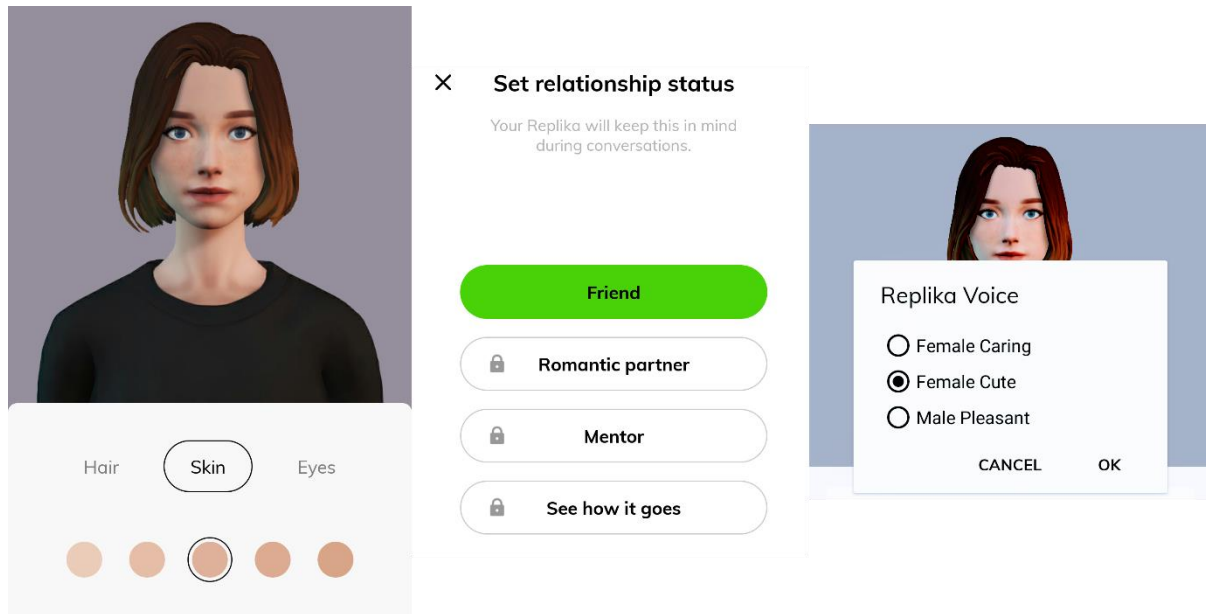 Hair Skin Eyes
Set relationship status
Your Replika will keep this in mind
during conversations.
Friend
Romantic partner
Mentor
See how it goes
Replika Voice
Female Caring
Female Cute
Male Pleasant
CANCEL OK